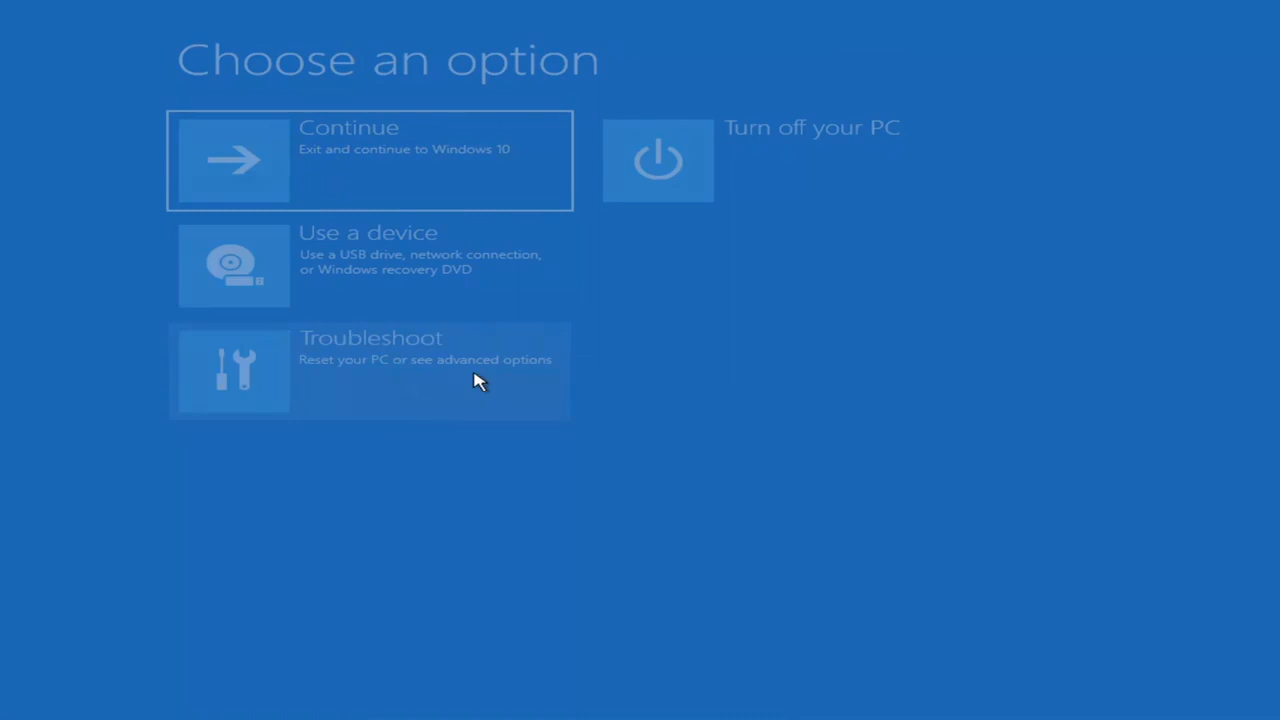 Choose an option
Continue
Exit and continue to Windows 10
Turn off your PC
Use a device
Use a USB drive, network connection,
or Windows recovery DVD
Troubleshoot
Reset your PC or see advanced options